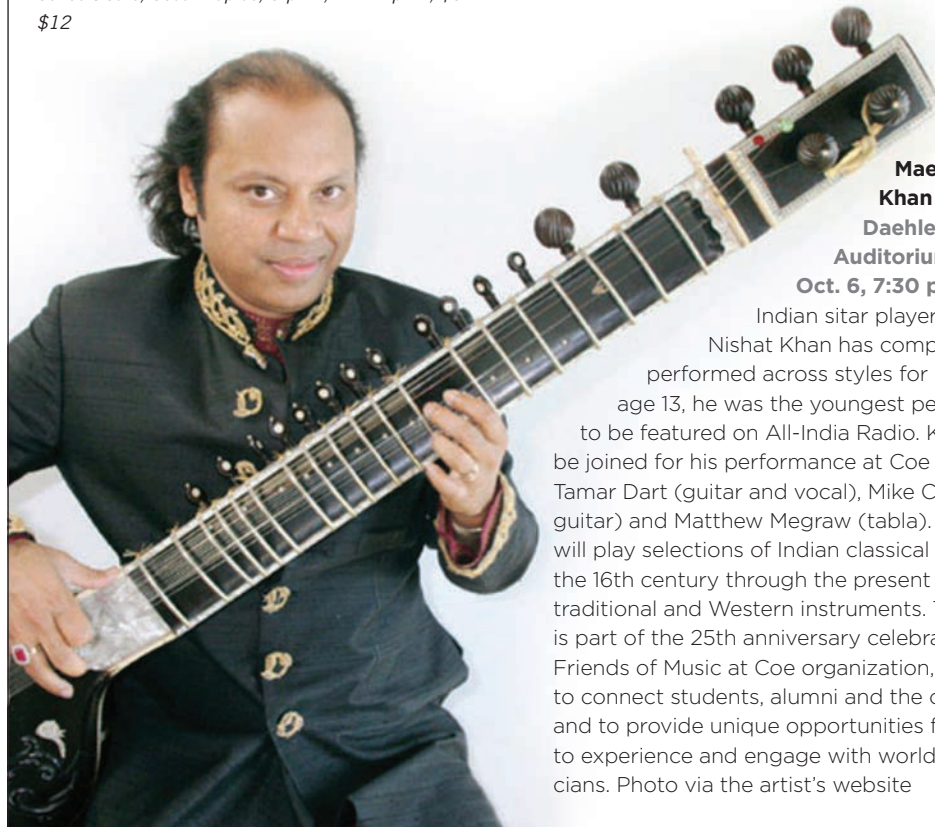 $12
Mae
Khan
Daehle
Auditoriu
Oct. 6, 7:30 p
Indian sitar player
Nishat Khan has comp
performed across styles for
age 13, he was the youngest pe
to be featured on All-India Radio. K
be joined for his performance at Coe
Tamar Dart (guitar and vocal), Mike C
guitar) and Matthew Megraw (tabla).
will play selections of Indian classical
the 16th century through the present
traditional and Western instruments. T
is part of the 25th anniversary celebra
Friends of Music at Coe organization,
to connect students, alumni and the c
and to provide unique opportunities f
to experience and engage with world
cians. Photo via the artist’s website